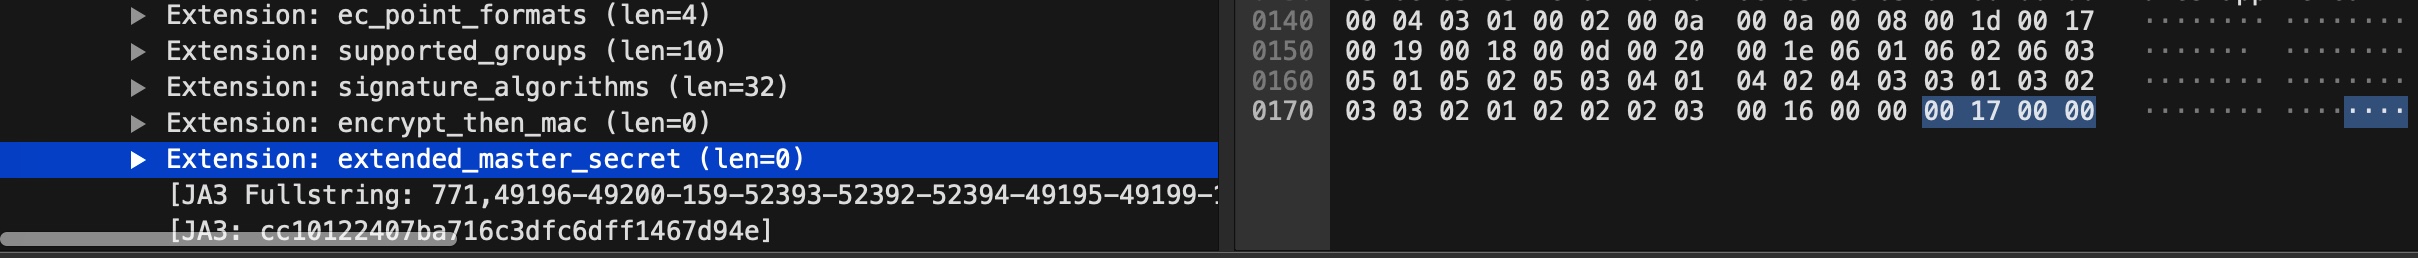 ▶ Extension: ec_point_formats (len=4)
▶ Extension: supported_groups (len=10)
▶ Extension: signature_algorithms (len=32)
▶ Extension: encrypt_then_mac (len=0)
▶ Extension: extended_master_secret (len=0)
[JA3 Fullstring: 771,49196-49200-159-52393-52392-52394-49195-49199-1
[JA3: cc10122407ba716c3dfc6dff1467d94e]
0140 00 04 03 01 00 02 00 0a 00 0a 00 08 00 1d 00 17 ········ ········
0150 00 19 00 18 00 0d 00 20 00 1e 06 01 06 02 06 03 ·······  ········
0160 05 01 05 02 05 03 04 01 04 02 04 03 03 01 03 02 ········ ········
0170 03 03 02 01 02 02 02 03 00 16 00 00 00 17 00 00 ········ ········